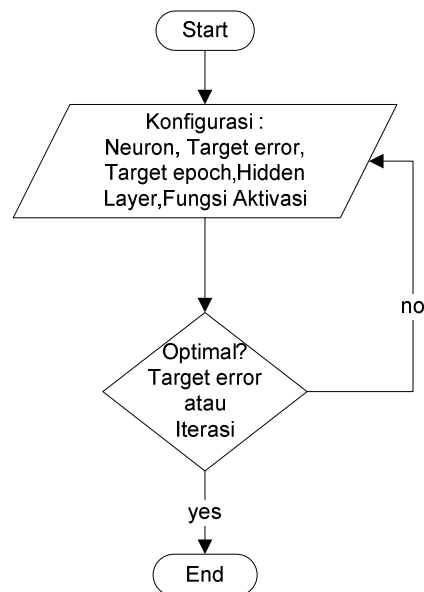 Start
Konfigurasi :
Neuron, Target error,
Target epoch,Hidden
Layer,Fungsi Aktivasi
no
Optimal?
Target error
atau
Iterasi
yes
End